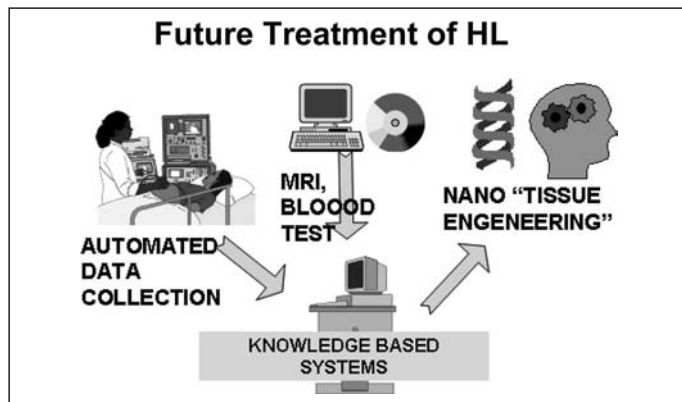 Future Treatment of HL
AUTOMATED
DATA
COLLECTION
MRI,
BLOOOD
TEST
NANO “TISSUE
ENGENEERING”
KNOWLEDGE BASED
SYSTEMS